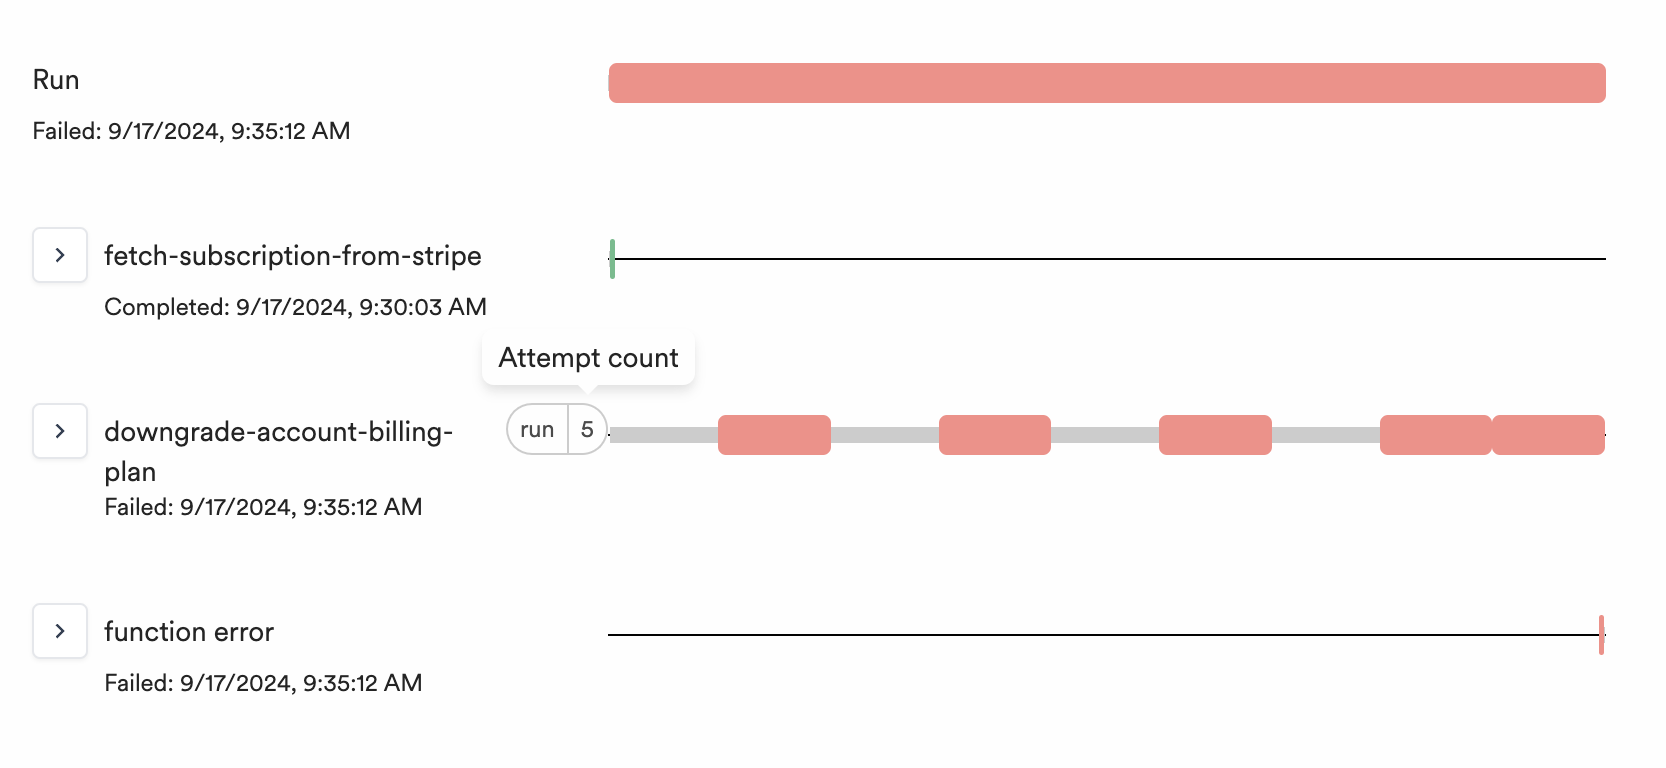 Run
Failed: 9/17/2024, 9:35:12 AM
fetch-subscription-from-stripe
Completed: 9/17/2024, 9:30:03 AM
Attempt count
downgrade-account-billing-
plan
run 5
Failed: 9/17/2024, 9:35:12 AM
function error
Failed: 9/17/2024, 9:35:12 AM